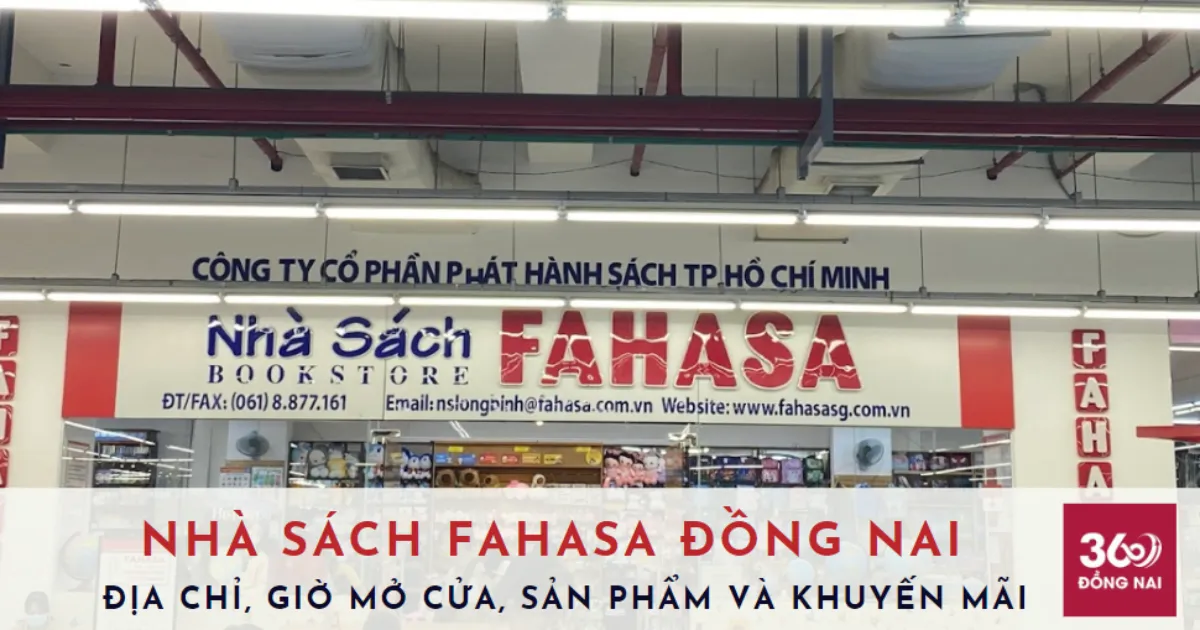 CÔNG TY CỔ PHẦN PHÁT HÀNH SÁCH TP.HỒ CHÍ MINH
Nhà Sách FAHASA
BOOKSTORE
ĐT/FAX: (061) 8.877.161 Email: nslongbinh@fahasa.com.vn Website: www.fahasasg.com.vn
FAHA
NHÀ SÁCH FAHASA ĐỒNG NAI
ĐỊA CHỈ, GIỜ MỞ CỬA, SẢN PHẨM VÀ KHUYẾN MÃI
360
ĐỒNG NAI